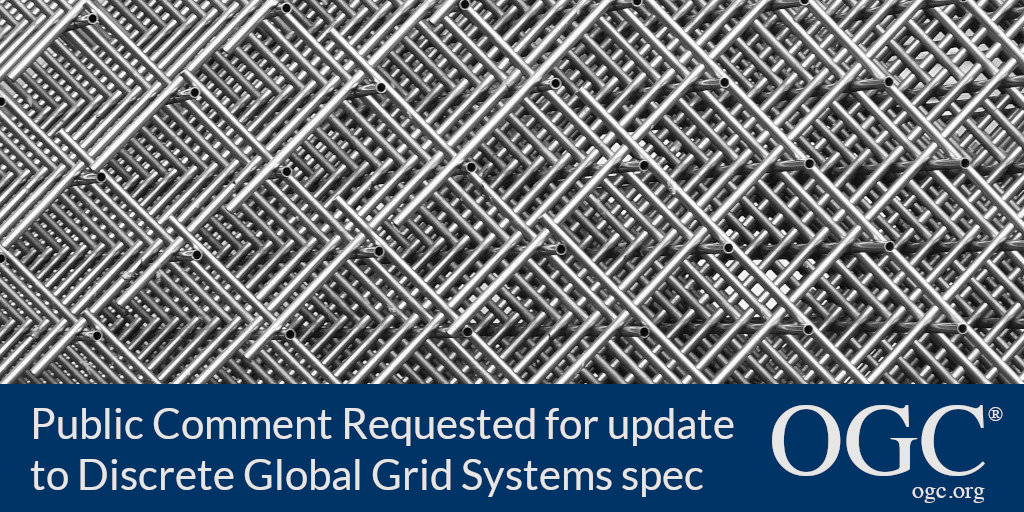 Public Comment Requested for update
to Discrete Global Grid Systems spec
OGC®
ogc.org